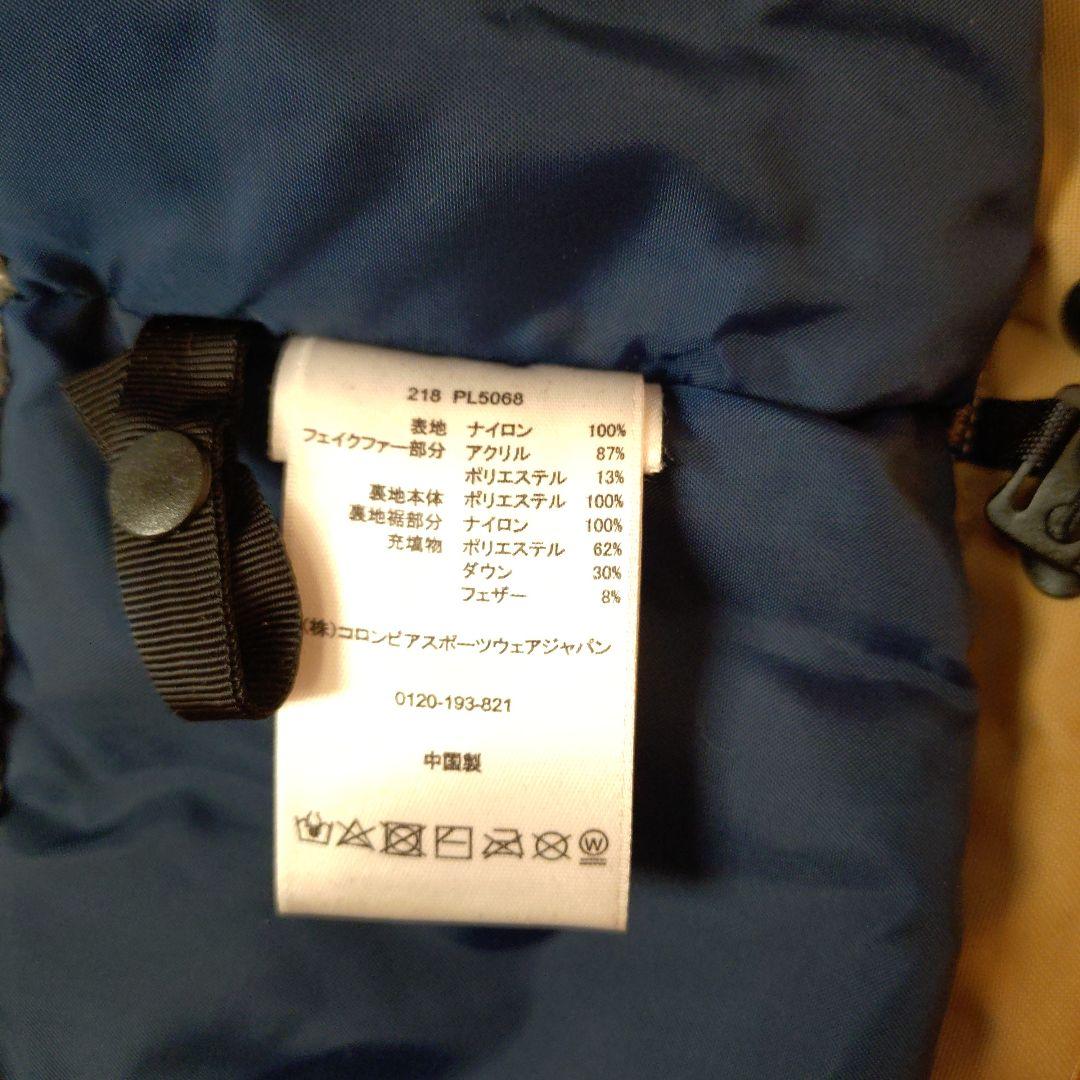 218 PL5068
表地 ナイロン 100%
フェイクファー部分 アクリル 87%
ポリエステル 13%
裏地本体 ポリエステル 100%
裏地裾部分 ナイロン 100%
充填物 ポリエステル 62%
ダウン 30%
フェザー 8%
(株)コロンビアスポーツウェアジャパン
0120-193-821
中国製
W